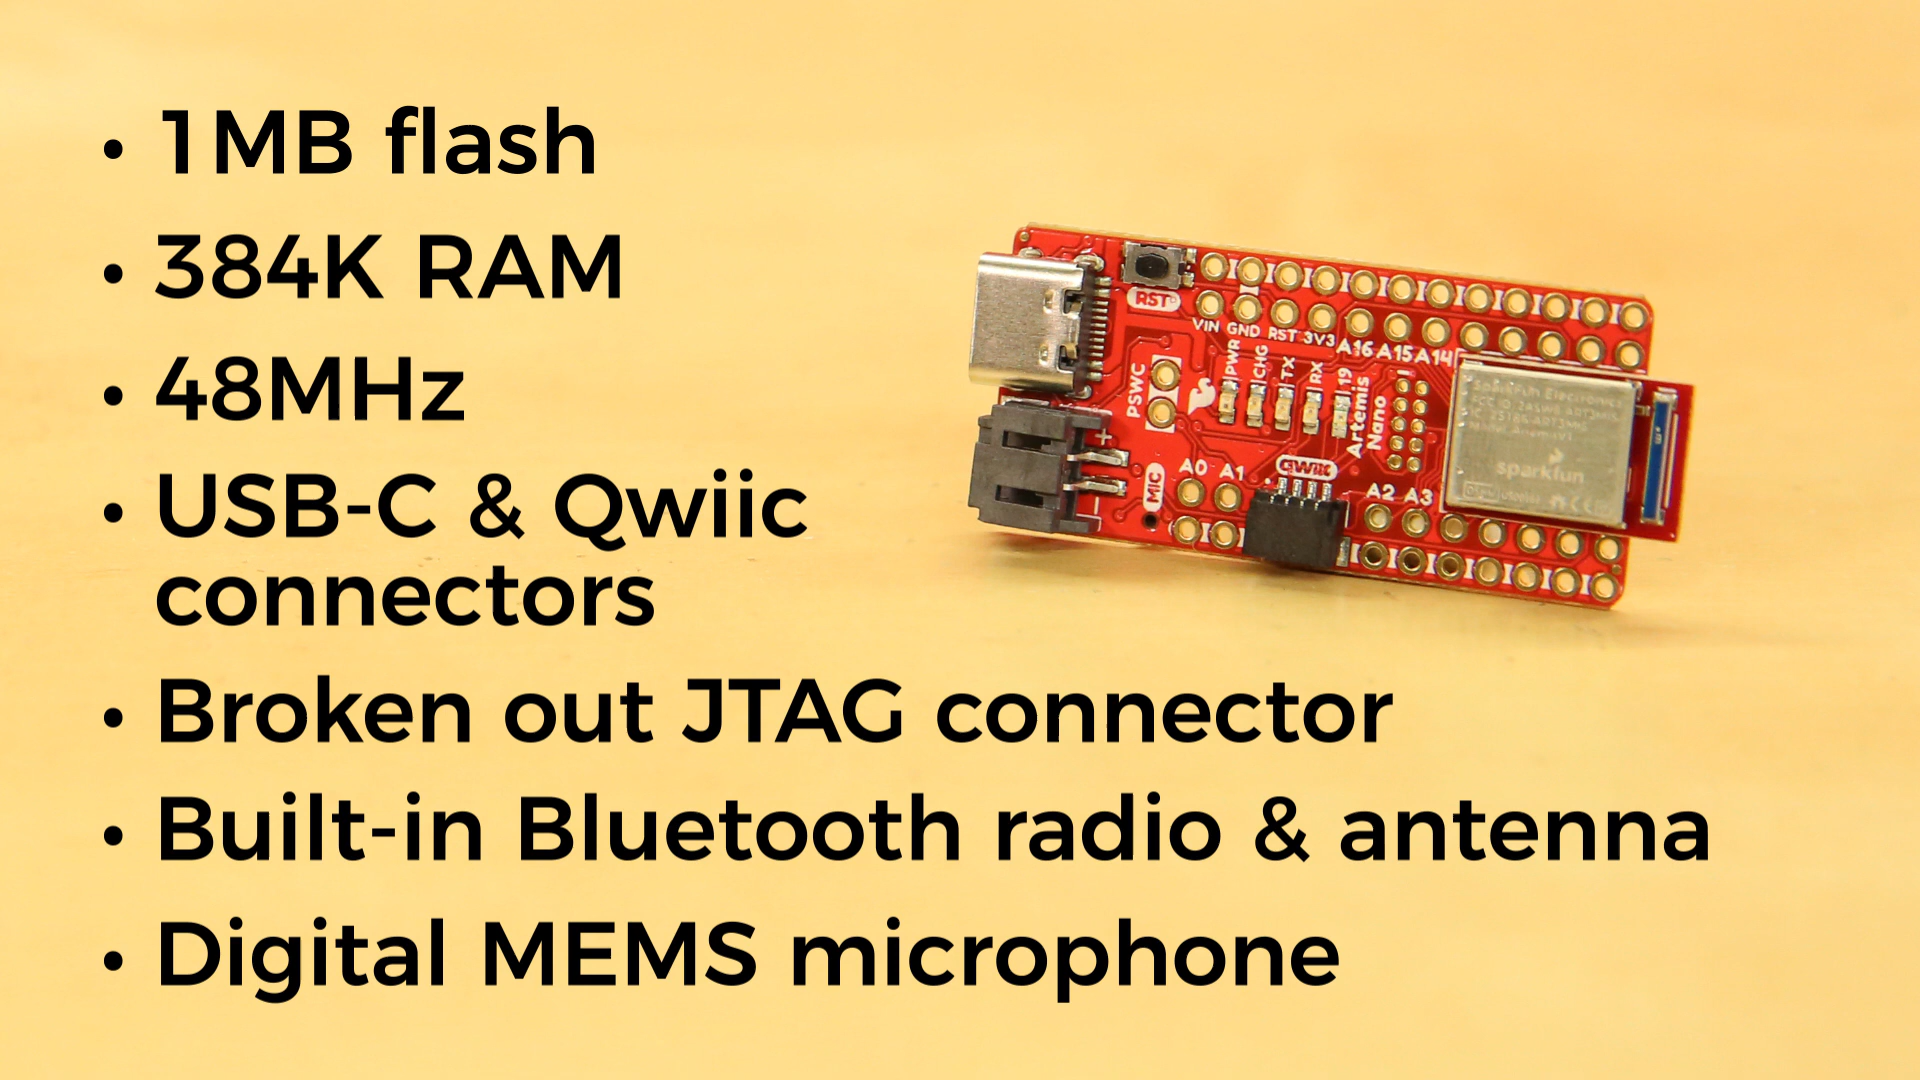 • 1MB flash
• 384K RAM
• 48MHz
• USB-C & Qwiic
connectors
• Broken out JTAG connector
• Built-in Bluetooth radio & antenna
• Digital MEMS microphone
RST
VIN GND RST 3V3 A16 A15 A14
PSWC
PWR
CHG
TX
RX
19
Artemis
Nano
SparkFun Electronics
sparkfun
+
-
MIC
A0 A1
QWIIC
A2 A3